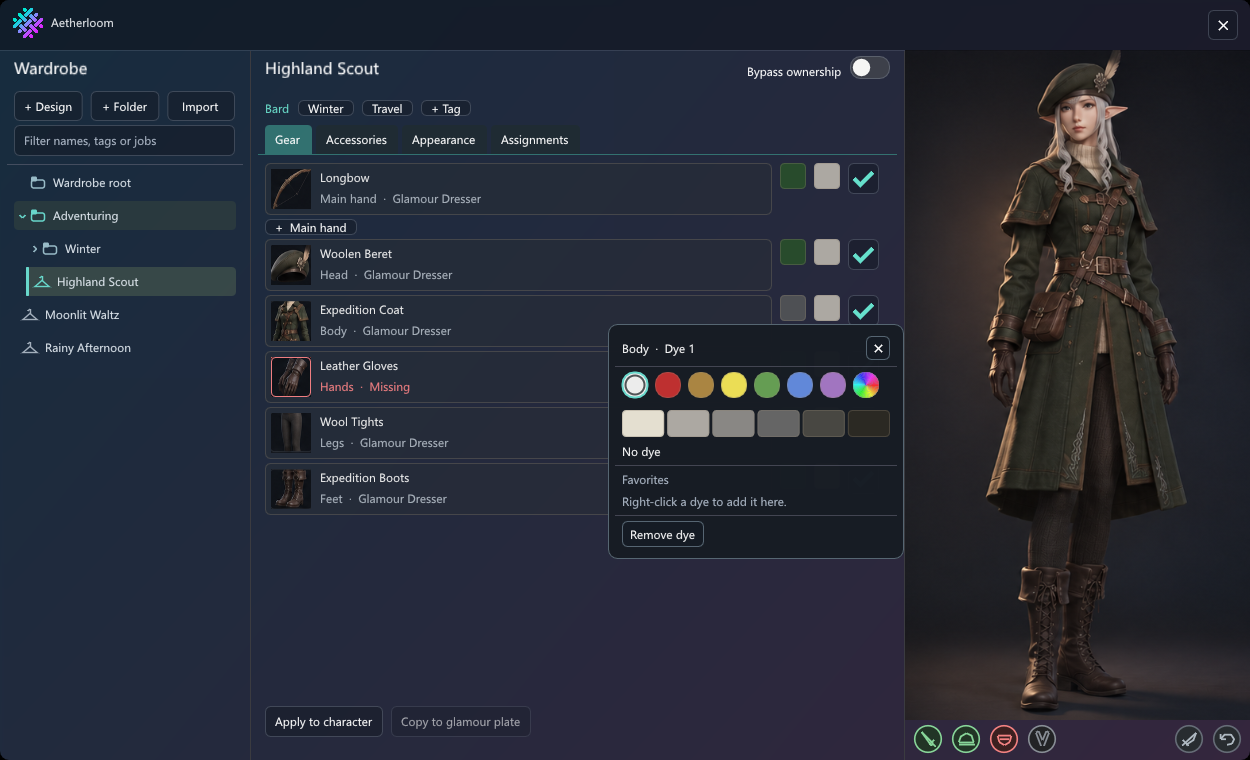 Aetherloom
Wardrobe
+ Design
+ Folder
Import
Filter names, tags or jobs
Wardrobe root
Adventuring
Winter
Highland Scout
Moonlit Waltz
Rainy Afternoon
Highland Scout
Bypass ownership
Bard
Winter
Travel
+ Tag
Gear
Accessories
Appearance
Assignments
Longbow
Main hand · Glamour Dresser
+ Main hand
Woolen Beret
Head · Glamour Dresser
Expedition Coat
Body · Glamour Dresser
Leather Gloves
Hands · Missing
Wool Tights
Legs · Glamour Dresser
Expedition Boots
Feet · Glamour Dresser
Body · Dye 1
No dye
Favorites
Right-click a dye to add it here.
Remove dye
Apply to character
Copy to glamour plate